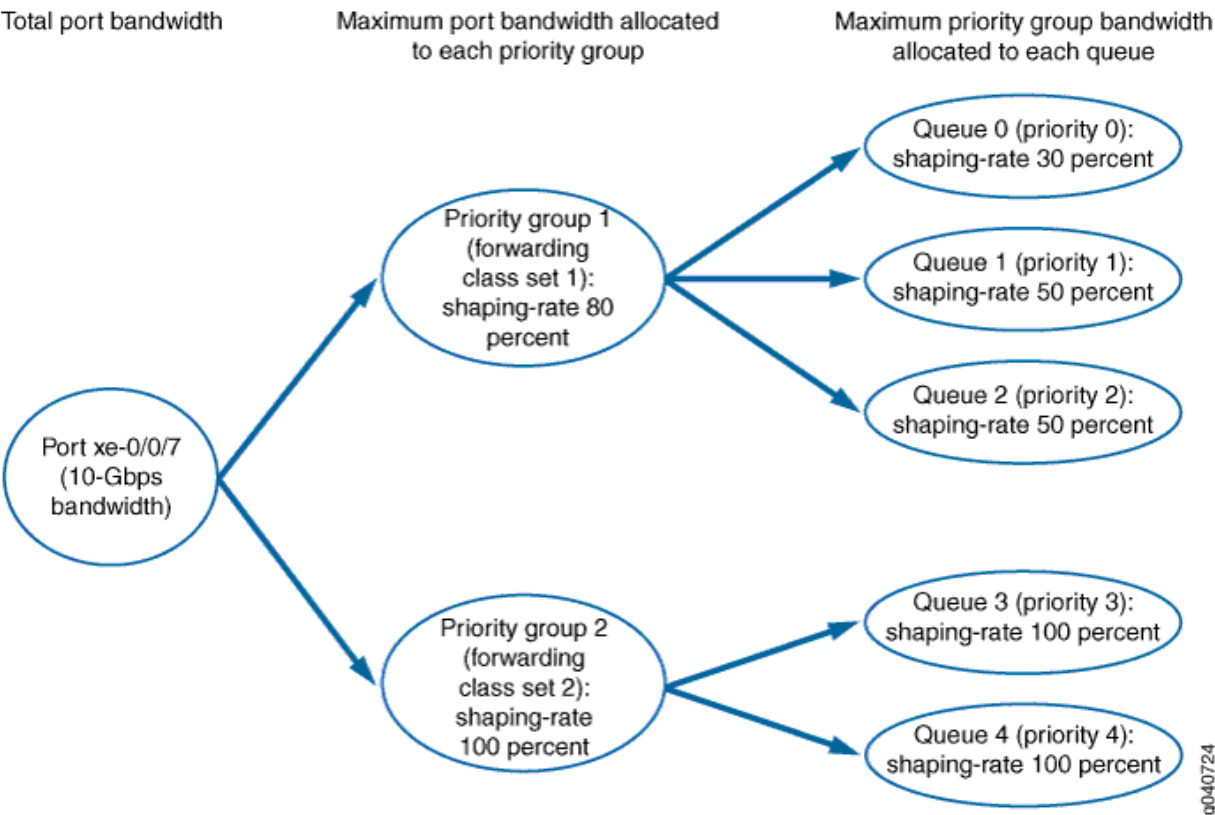 Total port bandwidth
Maximum port bandwidth allocated
to each priority group
Maximum priority group bandwidth
allocated to each queue
Port xe-0/0/7
(10-Gbps
bandwidth)
Priority group 1
(forwarding
class set 1):
shaping-rate 80
percent
Queue 0 (priority 0):
shaping-rate 30 percent
Queue 1 (priority 1):
shaping-rate 50 percent
Queue 2 (priority 2):
shaping-rate 50 percent
Priority group 2
(forwarding
class set 2):
shaping-rate
100 percent
Queue 3 (priority 3):
shaping-rate 100 percent
Queue 4 (priority 4):
shaping-rate 100 percent
g040724